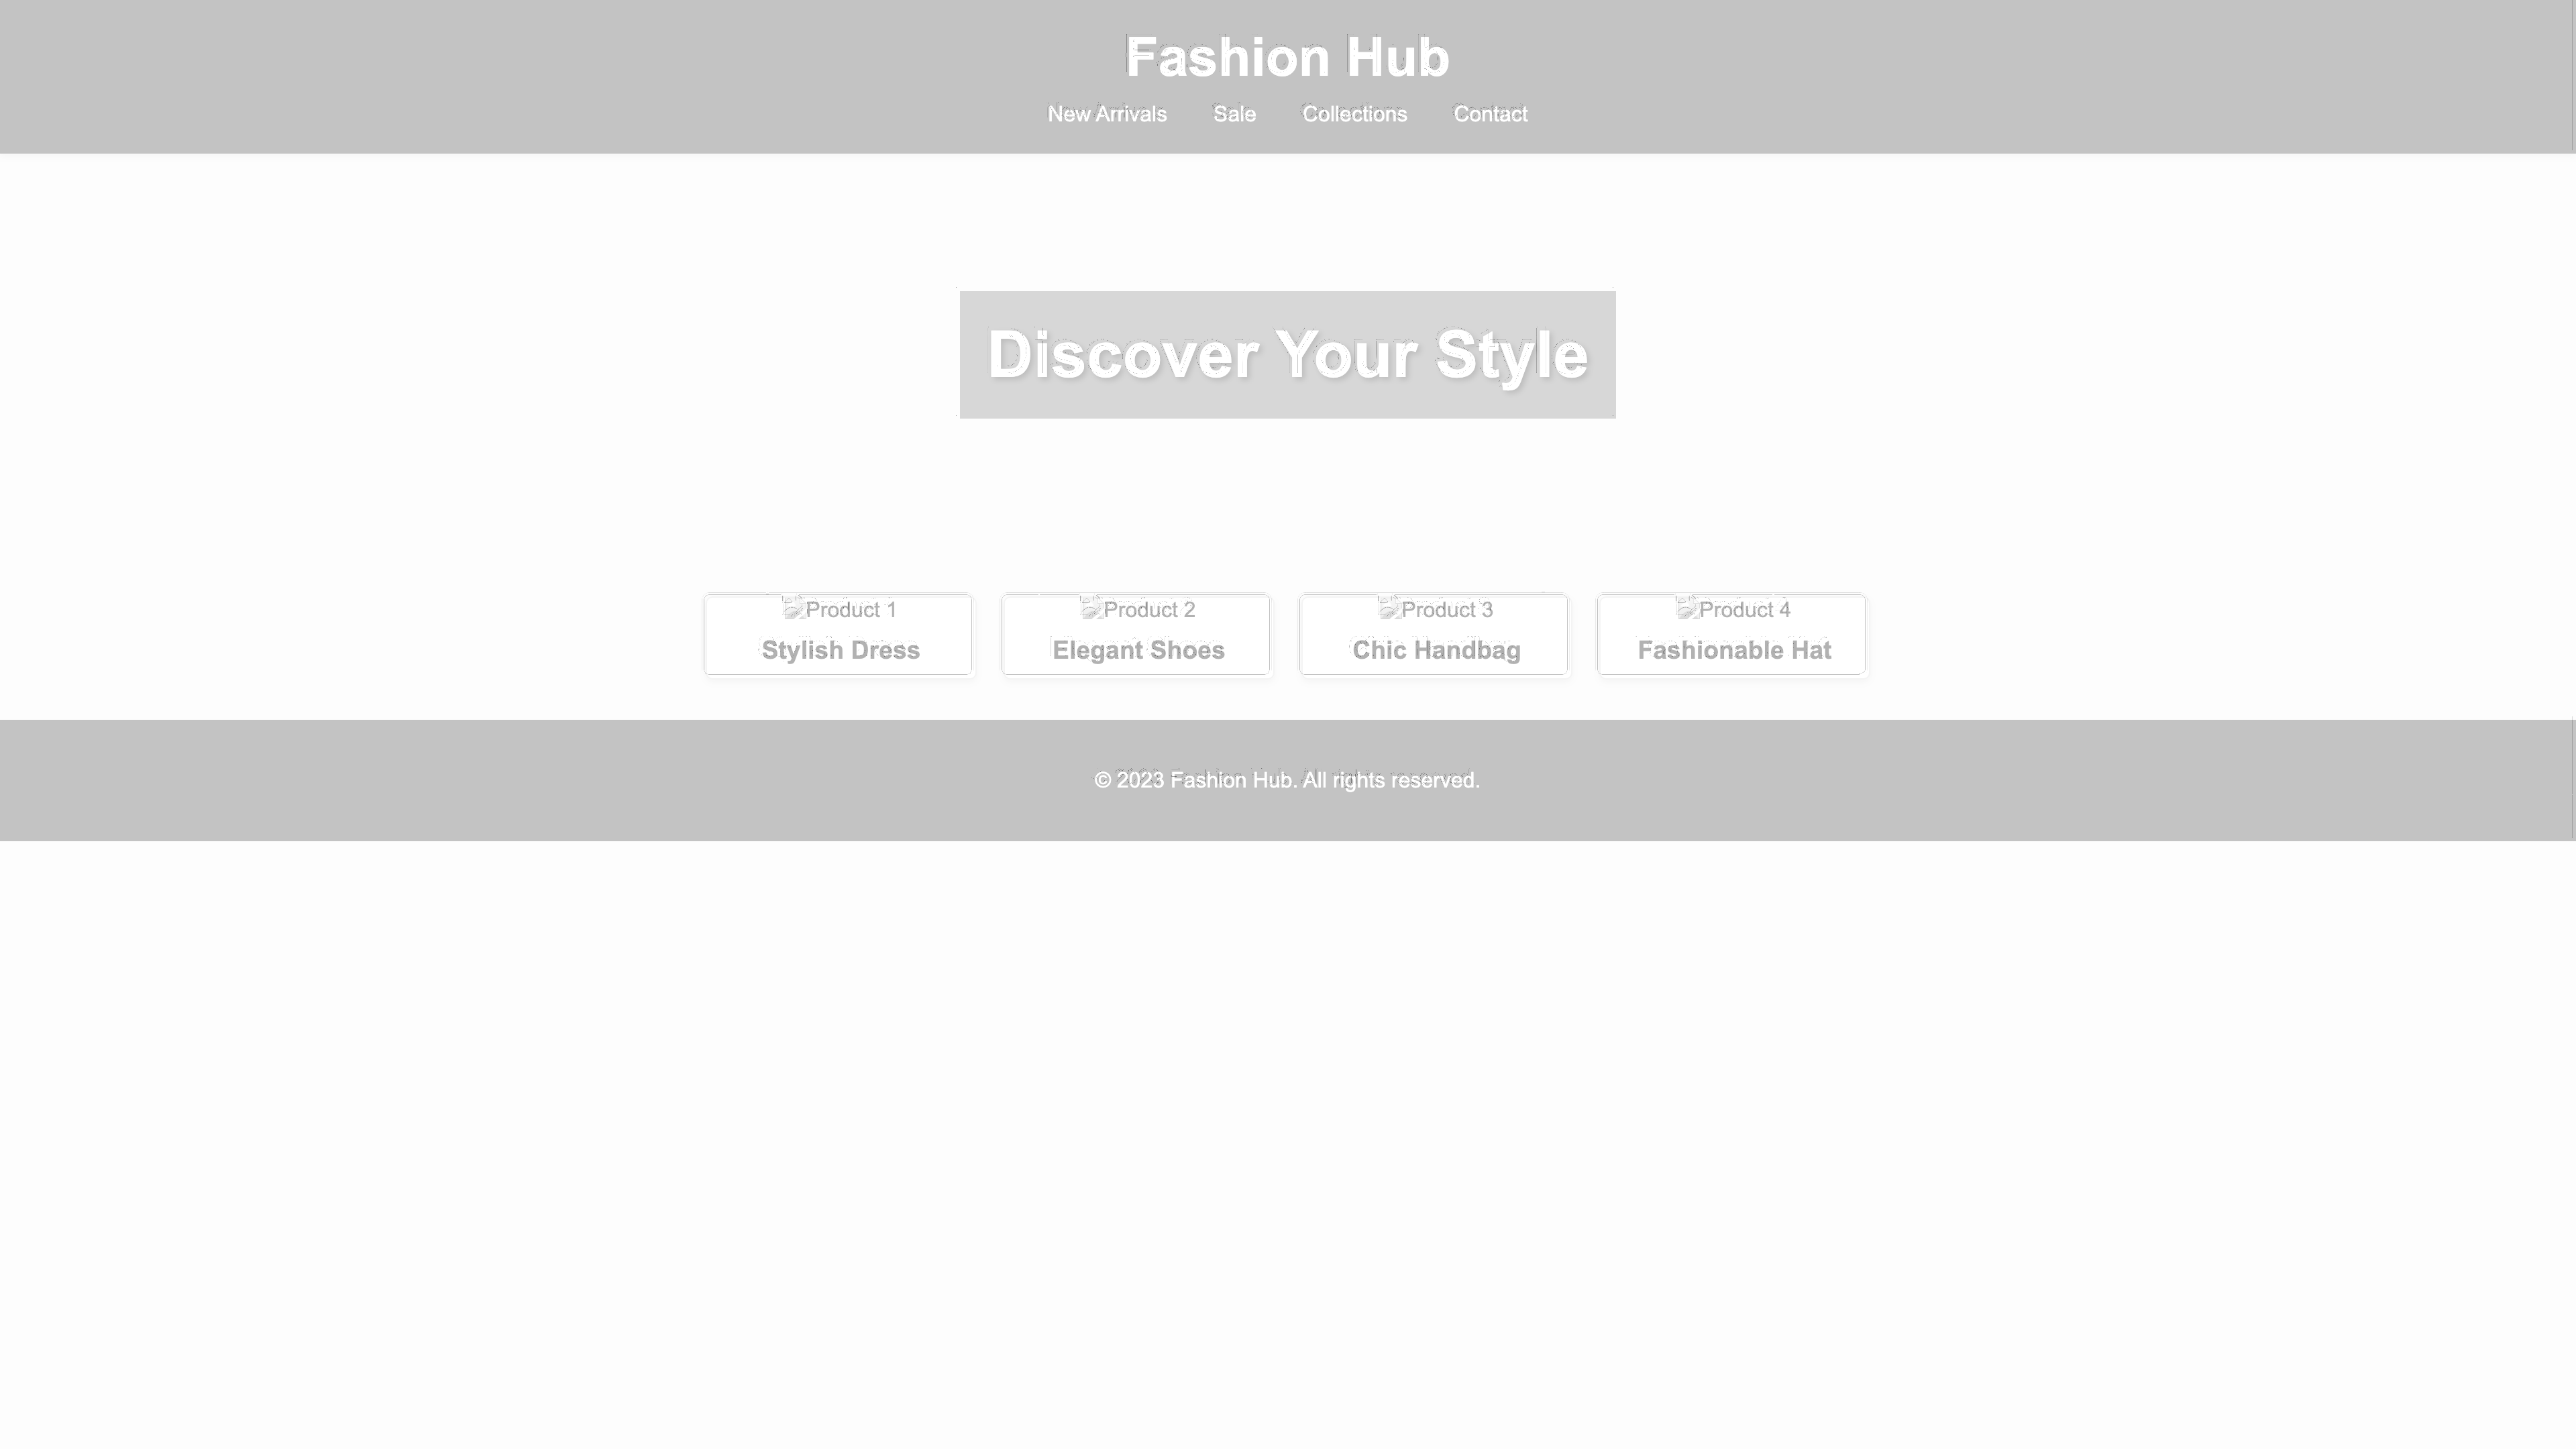 Fashion Hub
New Arrivals Sale Collections Contact
Discover Your Style
Product 1 Product 2 Product 3 Product 4
Stylish Dress Elegant Shoes Chic Handbag Fashionable Hat
© 2023 Fashion Hub. All rights reserved.